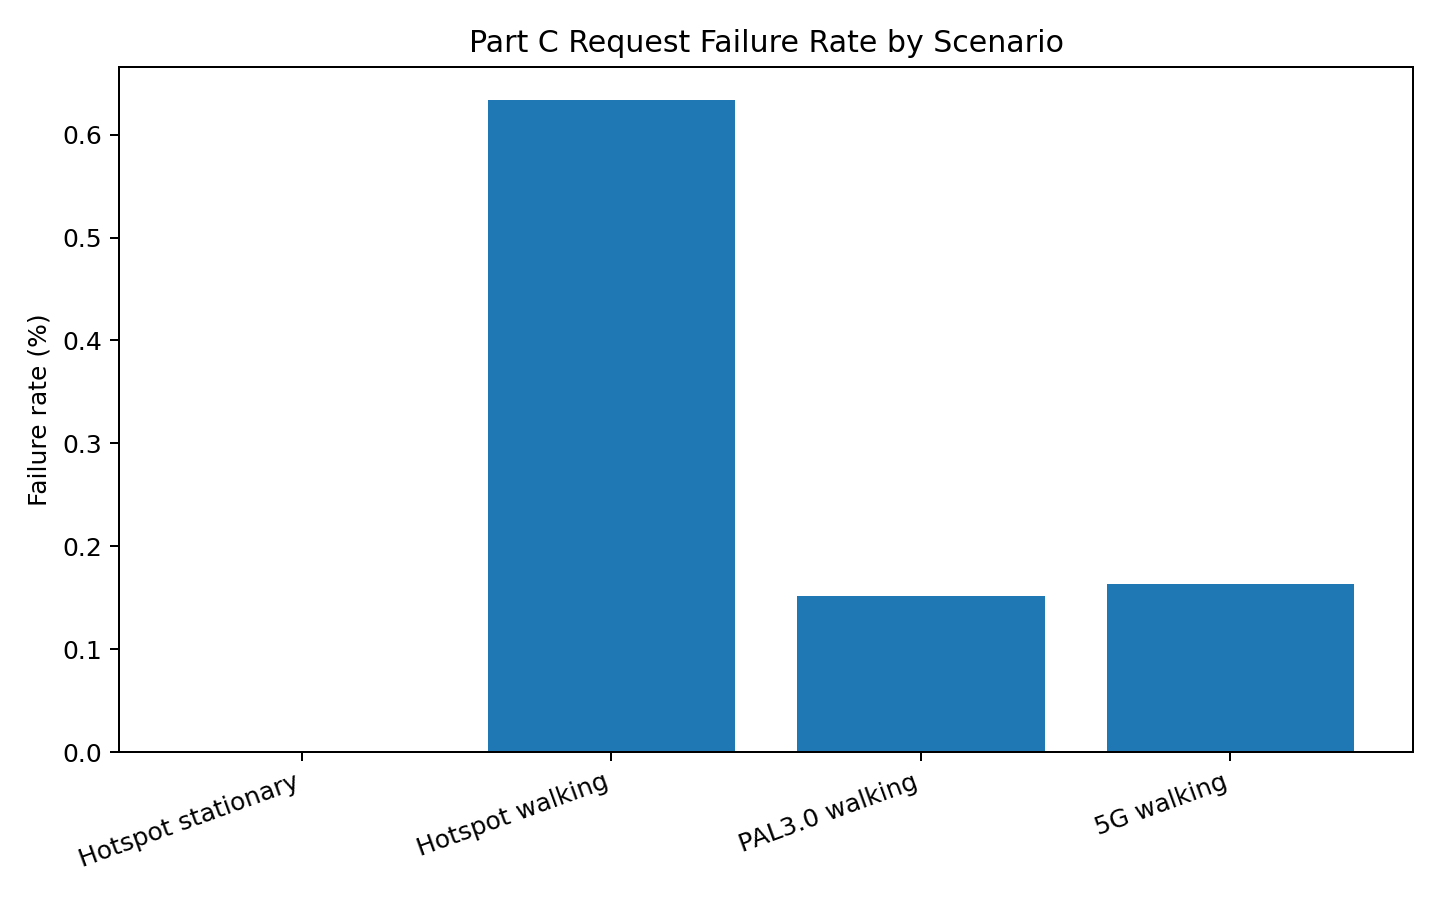 Part C Request Failure Rate by Scenario
Failure rate (%)
0.6
0.5
0.4
0.3
0.2
0.1
0.0
Hotspot stationary
Hotspot walking
PAL3.0 walking
5G walking